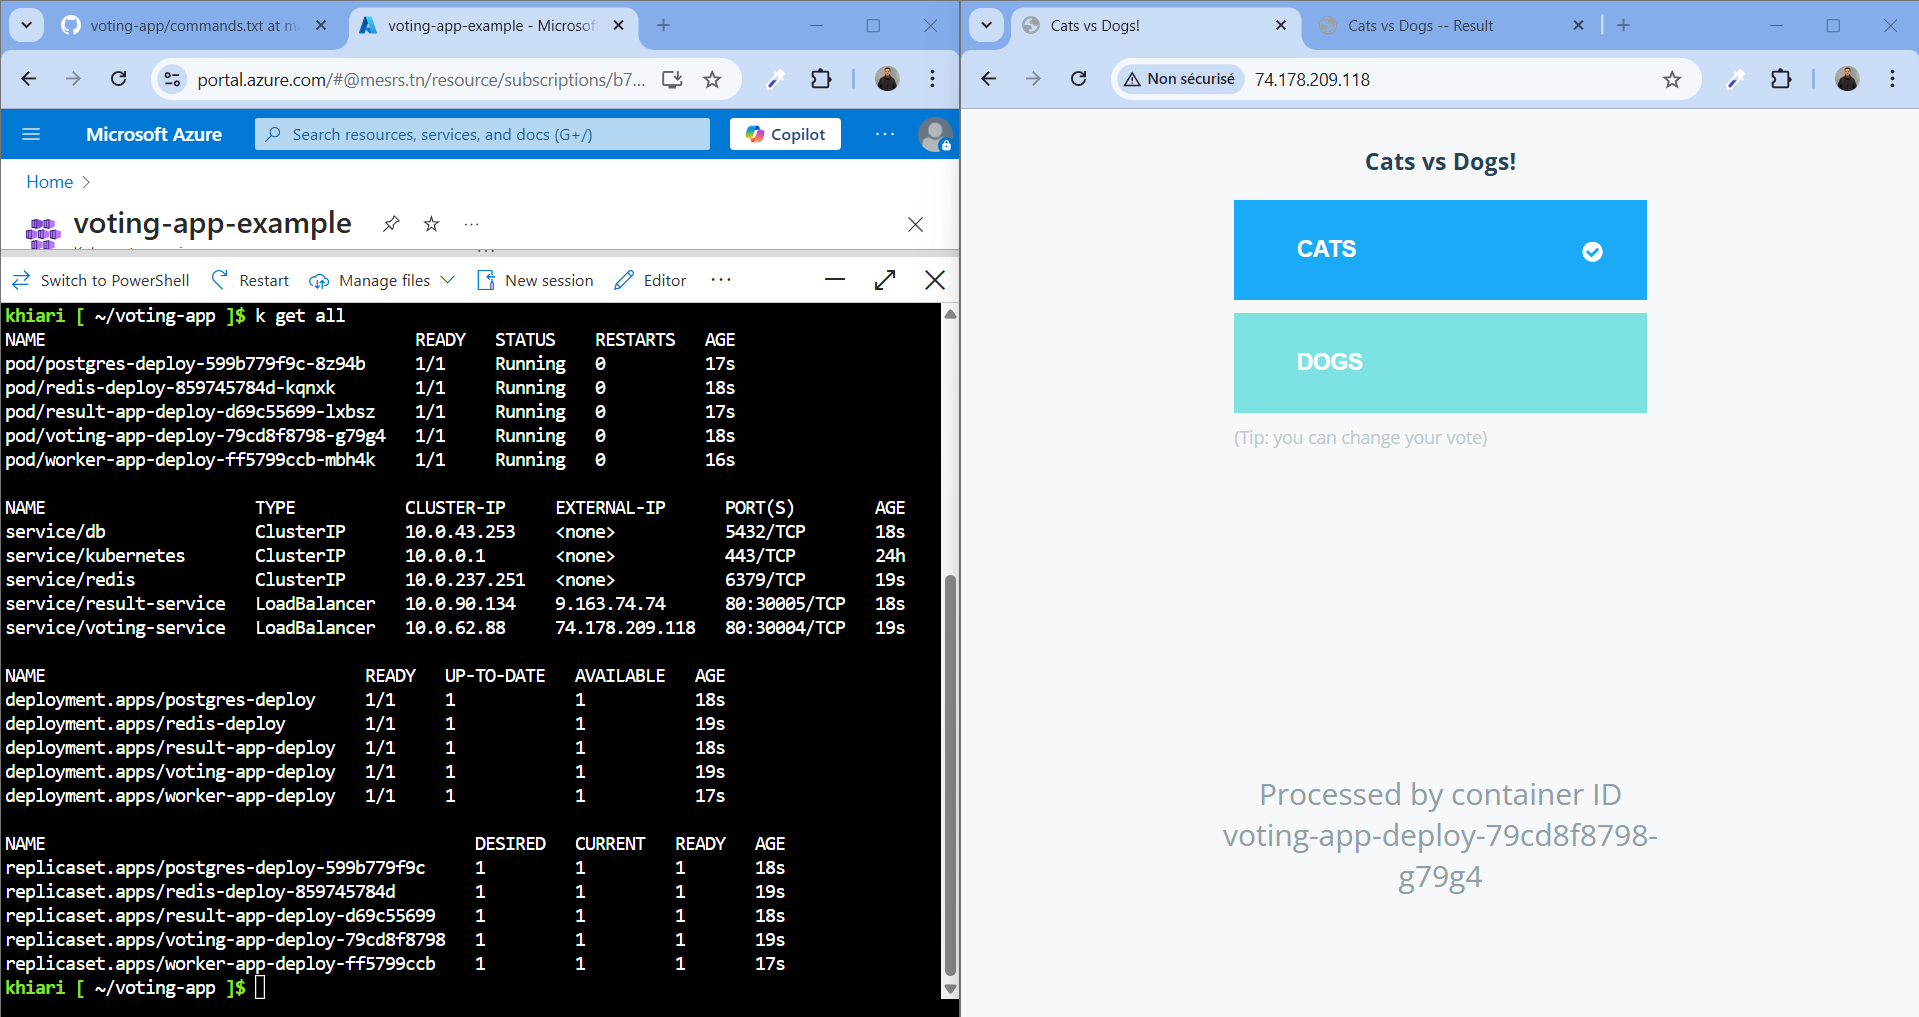 voting-app/commands.txt at m
voting-app-example - Microsof
portal.azure.com/#@mesrs.tn/resource/subscriptions/b7...
Microsoft Azure
Search resources, services, and docs (G+/)
Copilot
Home
voting-app-example
Switch to PowerShell
Restart
Manage files
New session
Editor
khiari [ ~/voting-app ]$ k get all
NAME READY STATUS RESTARTS AGE
pod/postgres-deploy-599b779f9c-8z94b 1/1 Running 0 17s
pod/redis-deploy-859745784d-kqnxk 1/1 Running 0 18s
pod/result-app-deploy-d69c55699-lxbsz 1/1 Running 0 17s
pod/voting-app-deploy-79cd8f8798-g79g4 1/1 Running 0 18s
pod/worker-app-deploy-ff5799ccb-mbh4k 1/1 Running 0 16s
NAME TYPE CLUSTER-IP EXTERNAL-IP PORT(S) AGE
service/db ClusterIP 10.0.43.253 <none> 5432/TCP 18s
service/kubernetes ClusterIP 10.0.0.1 <none> 443/TCP 24h
service/redis ClusterIP 10.0.237.251 <none> 6379/TCP 19s
service/result-service LoadBalancer 10.0.90.134 9.163.74.74 80:30005/TCP 18s
service/voting-service LoadBalancer 10.0.62.88 74.178.209.118 80:30004/TCP 19s
NAME READY UP-TO-DATE AVAILABLE AGE
deployment.apps/postgres-deploy 1/1 1 1 18s
deployment.apps/redis-deploy 1/1 1 1 19s
deployment.apps/result-app-deploy 1/1 1 1 18s
deployment.apps/voting-app-deploy 1/1 1 1 19s
deployment.apps/worker-app-deploy 1/1 1 1 17s
NAME DESIRED CURRENT READY AGE
replicaset.apps/postgres-deploy-599b779f9c 1 1 1 18s
replicaset.apps/redis-deploy-859745784d 1 1 1 19s
replicaset.apps/result-app-deploy-d69c55699 1 1 1 18s
replicaset.apps/voting-app-deploy-79cd8f8798 1 1 1 19s
replicaset.apps/worker-app-deploy-ff5799ccb 1 1 1 17s
khiari [ ~/voting-app ]$
Cats vs Dogs!
Cats vs Dogs -- Result
Non sécurisé
74.178.209.118
Cats vs Dogs!
CATS
DOGS
(Tip: you can change your vote)
Processed by container ID
voting-app-deploy-79cd8f8798-
g79g4